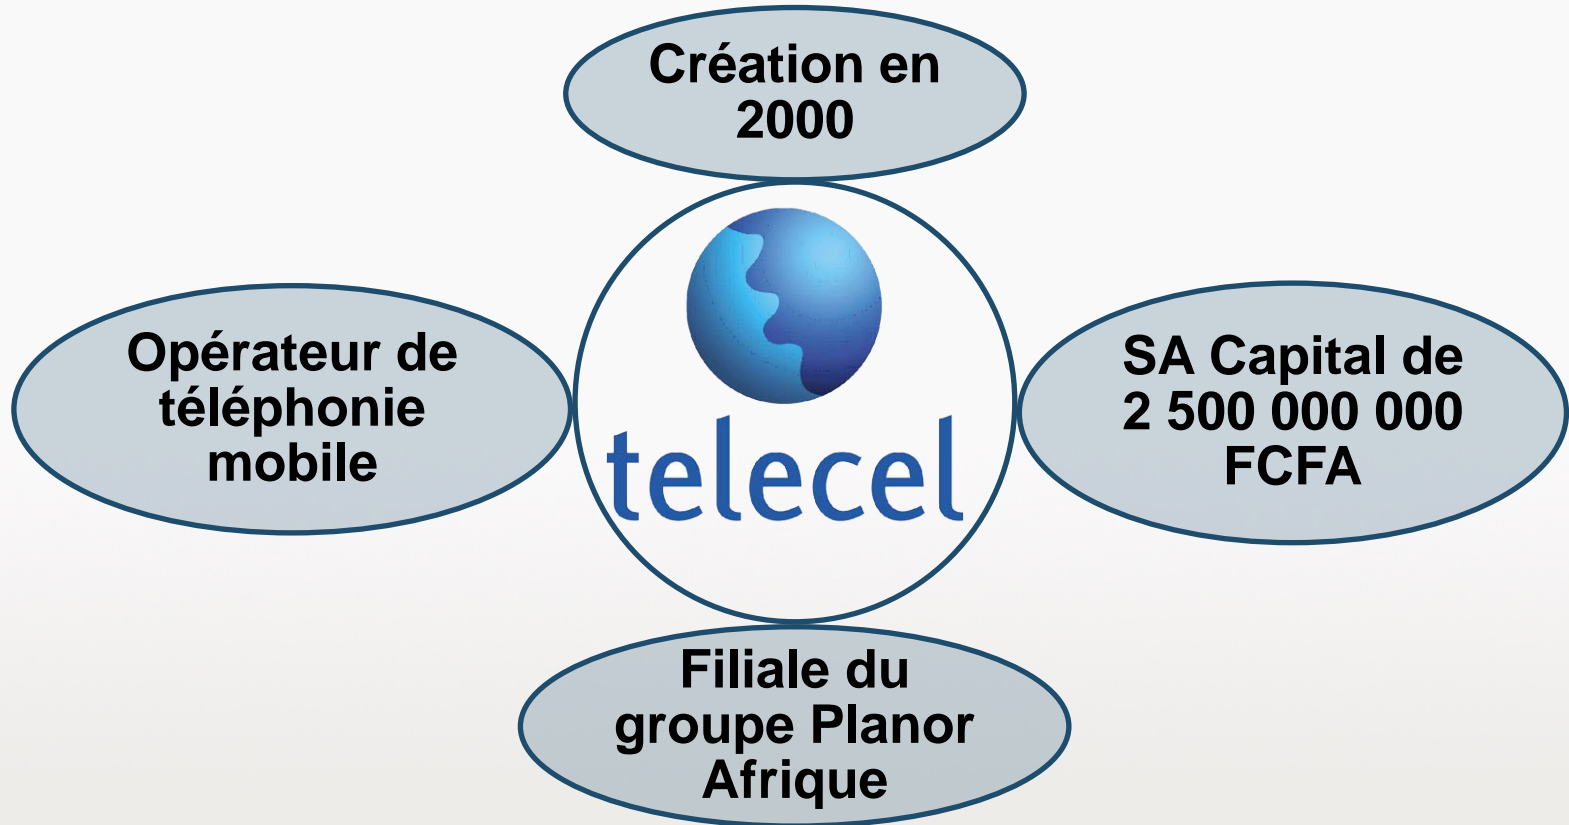 Création en
2000
Opérateur de
téléphonie
mobile
telecel
SA Capital de
2 500 000 000
FCFA
Filiale du
groupe Planor
Afrique